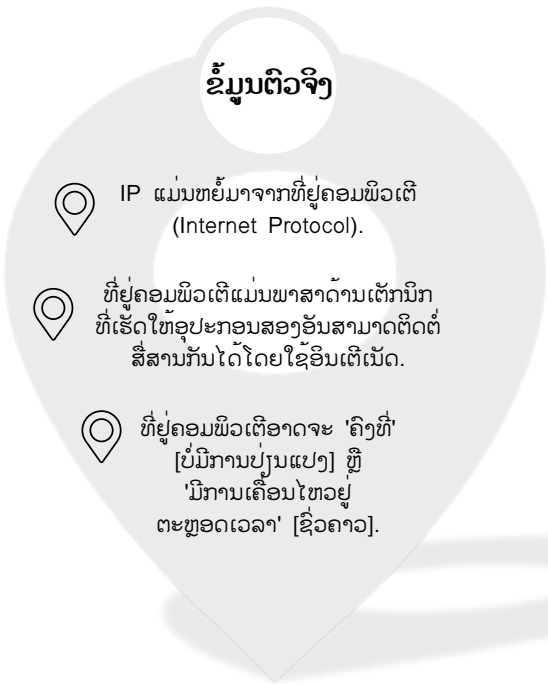 ຂໍ້ມູນຕົວຈິງ
IP ແມ່ນຫຍໍ້ມາຈາກທີ່ຢູ່ຄອມພິວເຕີ
(Internet Protocol).
ທີ່ຢູ່ຄອມພິວເຕີແມ່ນພາສາດ້ານເຕັກນິກ
ທີ່ເຮັດໃຫ້ອຸປະກອນສອງອັນສາມາດຕິດຕໍ່
ສື່ສານກັນໄດ້ໂດຍໃຊ້ອິນເຕີເນັດ.
ທີ່ຢູ່ຄອມພິວເຕີອາດຈະ 'ຄົງທີ່'
[ບໍ່ມີການປ່ຽນແປງ] ຫຼື
'ມີການເຄື່ອນໄຫວຢູ່
ຕະຫຼອດເວລາ' [ຊົ່ວຄາວ].